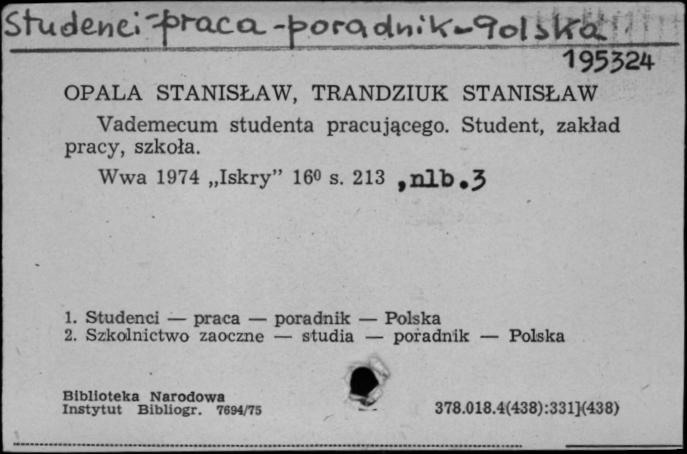 Studenci-praca-poradnik-Polska
195324
OPALA STANISŁAW, TRANDZIUK STANISŁAW
Vademecum studenta pracującego. Student, zakład
pracy, szkoła.
Wwa 1974 „Iskry” 16⁰ s. 213 ,nlb.3
1. Studenci — praca — poradnik — Polska
2. Szkolnictwo zaoczne — studia — poradnik — Polska
Biblioteka Narodowa
Instytut Bibliogr. 7694/75
378.018.4(438):331](438)